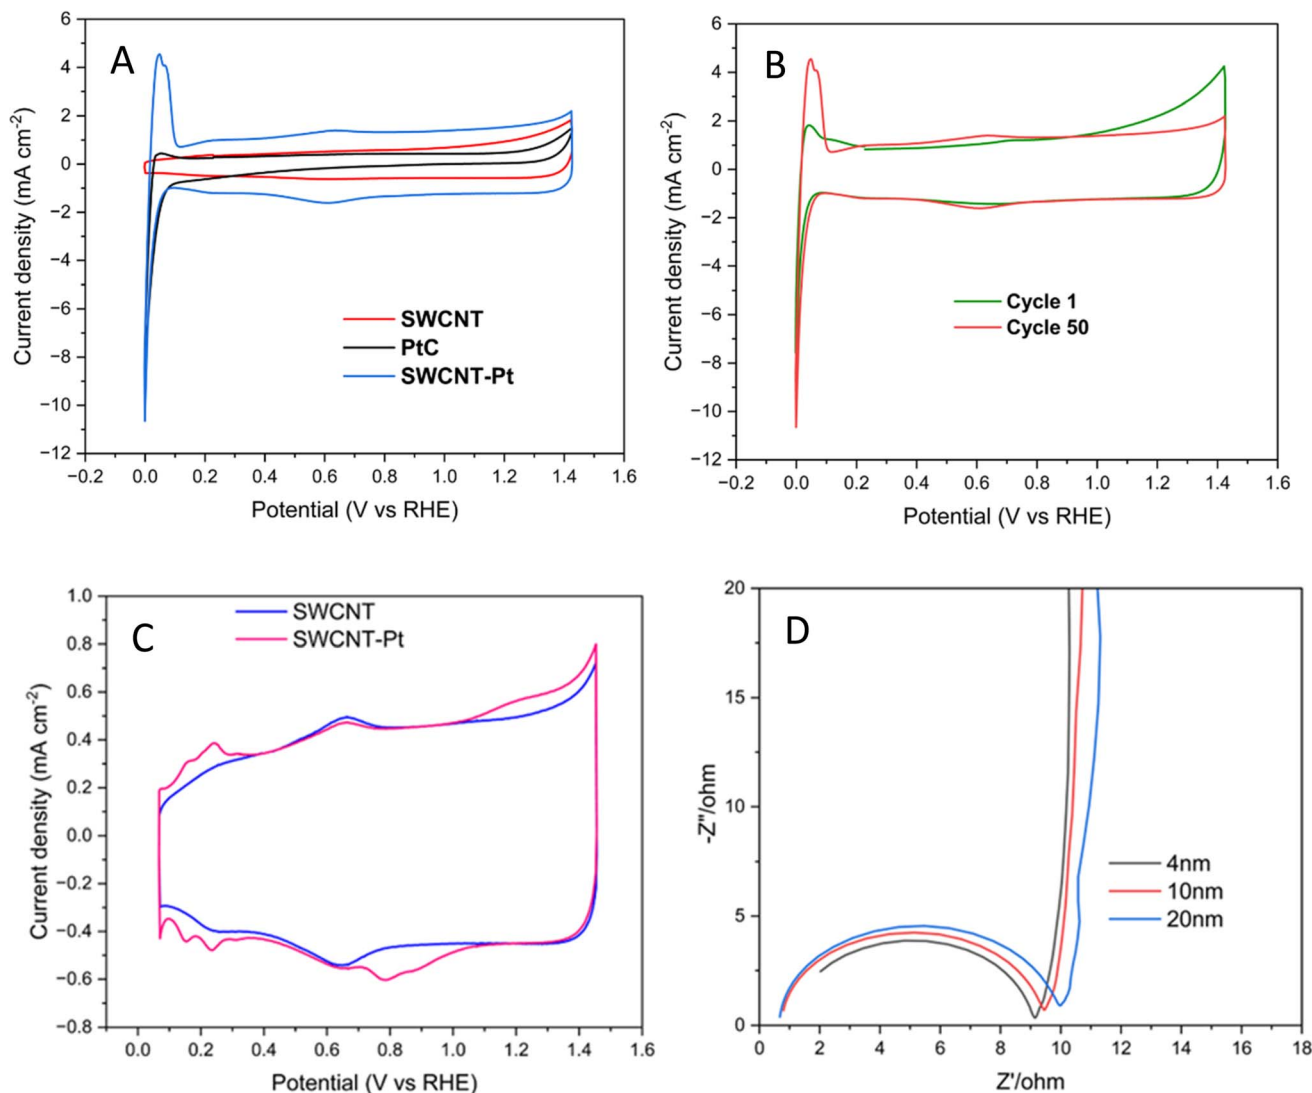 A
6
4
2
0
−2
−4
−6
−8
−10
−12
Current density (mA cm⁻²)
SWCNT
PtC
SWCNT-Pt
−0.2 0.0 0.2 0.4 0.6 0.8 1.0 1.2 1.4 1.6
Potential (V vs RHE)
B
6
4
2
0
−2
−4
−6
−8
−10
−12
Current density (mA cm⁻²)
Cycle 1
Cycle 50
−0.2 0.0 0.2 0.4 0.6 0.8 1.0 1.2 1.4 1.6
Potential (V vs RHE)
C
1.0
0.8
0.6
0.4
0.2
0.0
−0.2
−0.4
−0.6
−0.8
Current density (mA cm⁻²)
SWCNT
SWCNT-Pt
0.0 0.2 0.4 0.6 0.8 1.0 1.2 1.4 1.6
Potential (V vs RHE)
D
20
15
10
5
0
-Z"/ohm
4nm
10nm
20nm
0 2 4 6 8 10 12 14 16 18
Z'/ohm